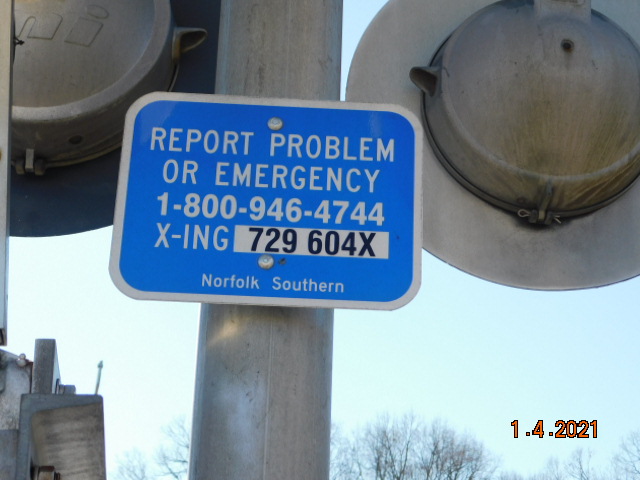 REPORT PROBLEM
OR EMERGENCY
1-800-946-4744
X-ING 729 604X
Norfolk Southern
1.4.2021